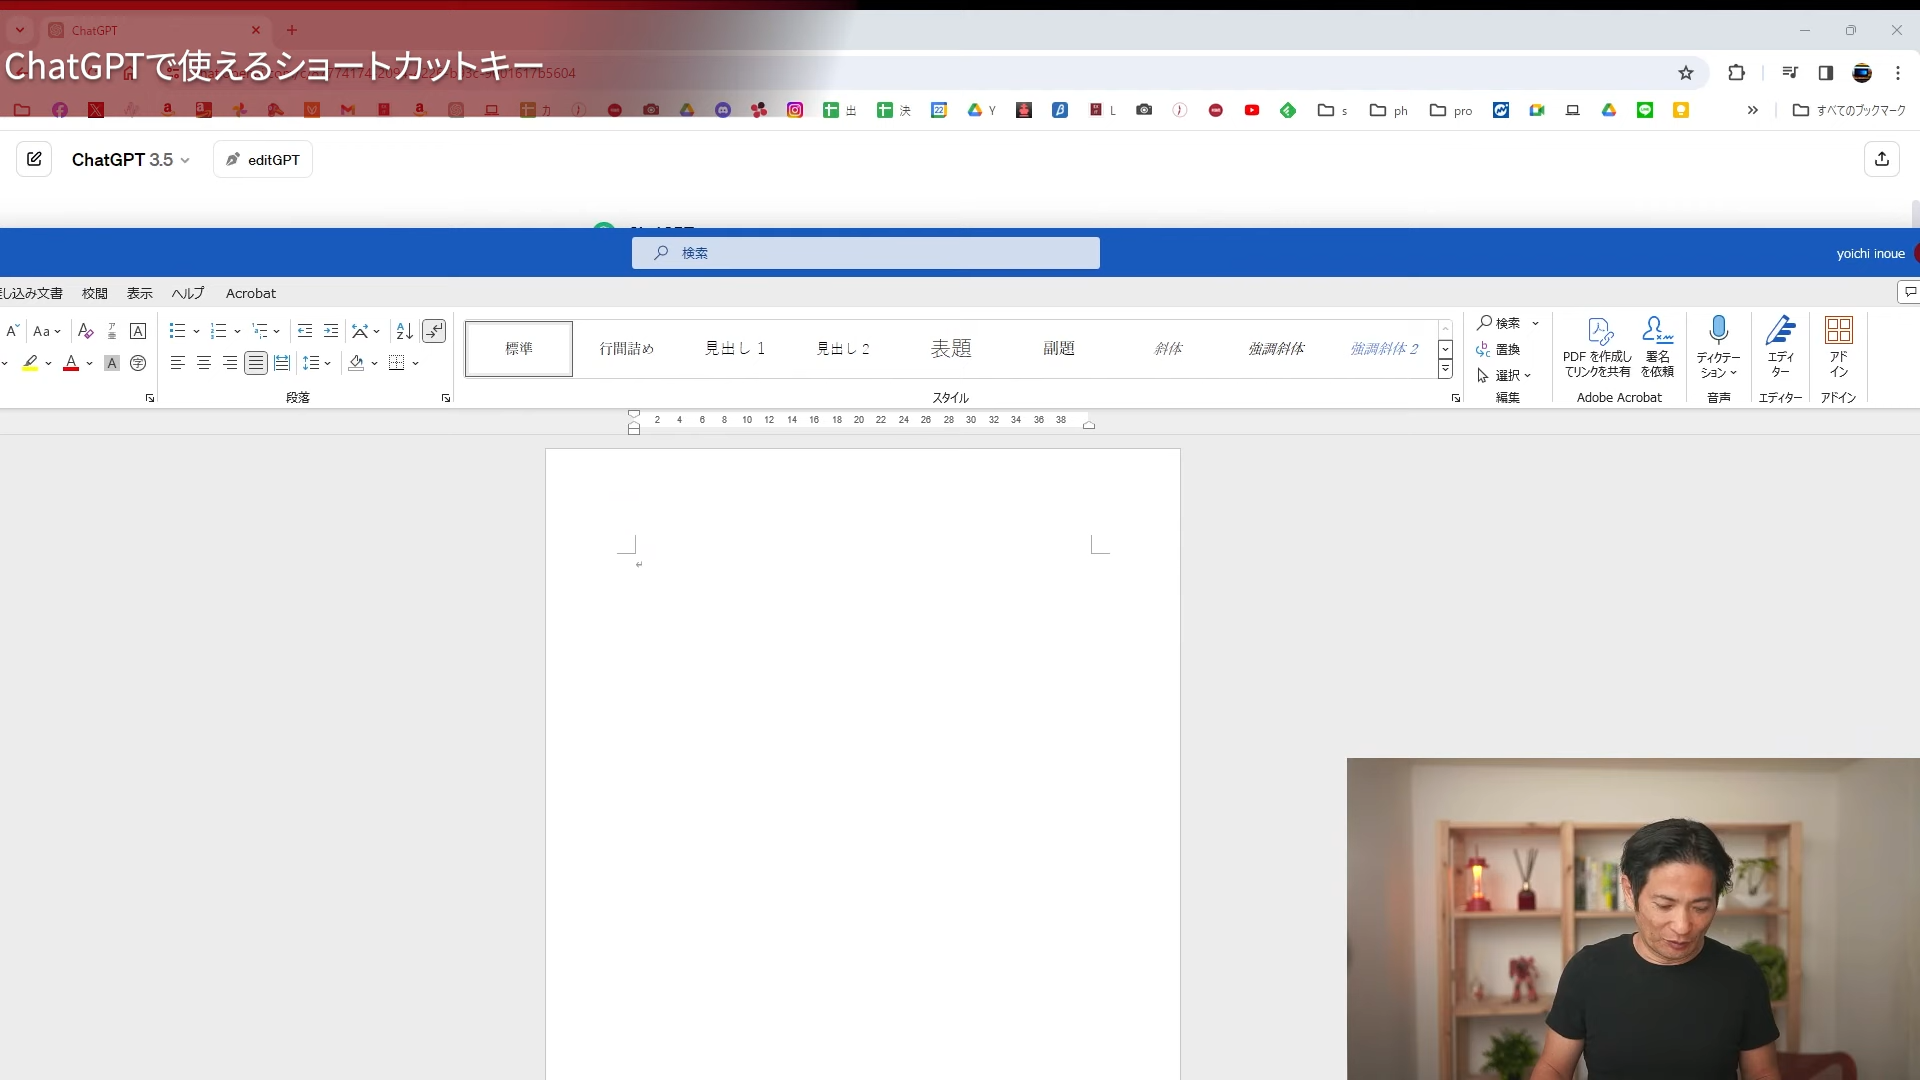 ChatGPT
ChatGPTで使えるショートカットキー
カ
出
決
22
Y
L
s
ph
pro
すべてのブックマーク
ChatGPT 3.5
editGPT
検索
yoichi inoue
し込み文書 校閲 表示 ヘルプ Acrobat
Aa
標準
行間詰め
見出し 1
見出し 2
表題
副題
斜体
強調斜体
強調斜体 2
検索
置換
選択
PDF を作成し
てリンクを共有
署名
を依頼
ディクテー
ション
エディ
ター
アド
イン
段落
スタイル
編集
Adobe Acrobat
音声
エディター
アドイン
2 4 6 8 10 12 14 16 18 20 22 24 26 28 30 32 34 36 38